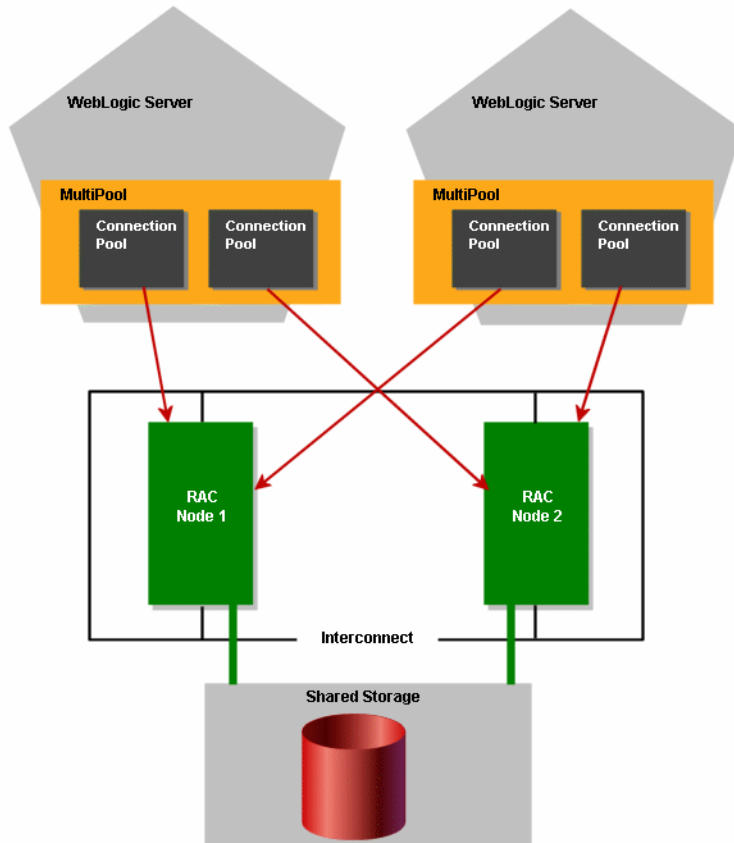 WebLogic Server
WebLogic Server
MultiPool
MultiPool
Connection
Pool
Connection
Pool
Connection
Pool
Connection
Pool
RAC
Node 1
RAC
Node 2
Interconnect
Shared Storage